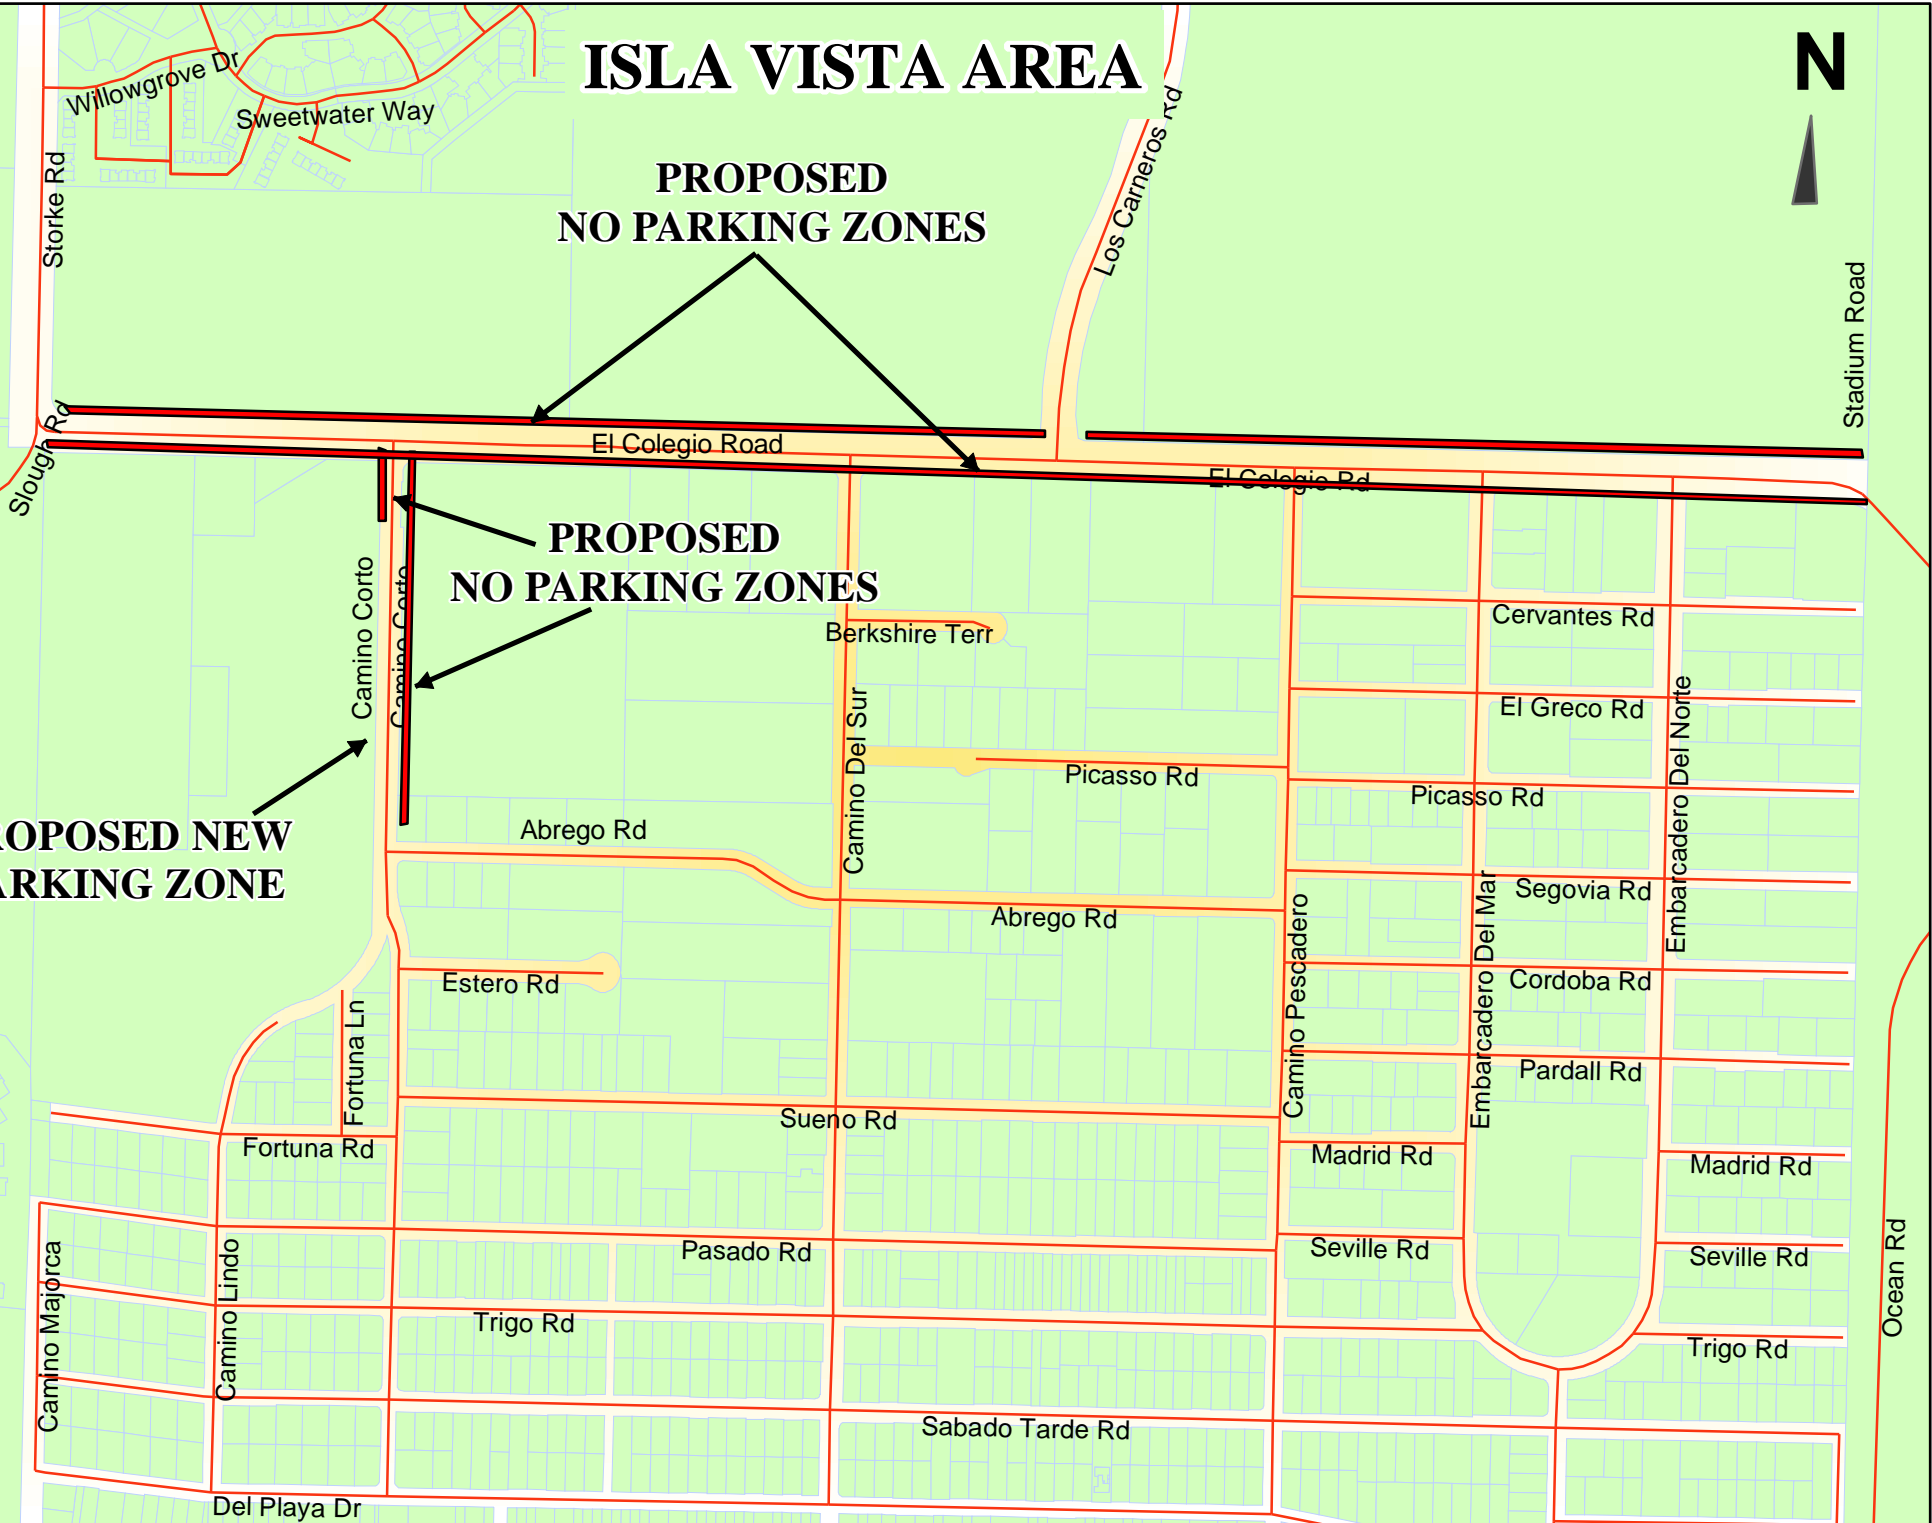 ISLA VISTA AREA
N
Willowgrove Dr
Sweetwater Way
Storke Rd
Los Carneros Rd
PROPOSED
NO PARKING ZONES
Stadium Road
Slough Rd
El Colegio Road
El Colegio Rd
PROPOSED
NO PARKING ZONES
Camino Corto
Camino Corto
Berkshire Terr
Cervantes Rd
El Greco Rd
Camino Del Sur
Embarcadero Del Norte
Picasso Rd
Picasso Rd
OPOSED NEW
ARKING ZONE
Abrego Rd
Abrego Rd
Segovia Rd
Camino Pescadero
Embarcadero Del Mar
Estero Rd
Cordoba Rd
Fortuna Ln
Pardall Rd
Sueno Rd
Fortuna Rd
Madrid Rd
Madrid Rd
Pasado Rd
Seville Rd
Seville Rd
Ocean Rd
Camino Majorca
Camino Lindo
Trigo Rd
Trigo Rd
Sabado Tarde Rd
Del Playa Dr